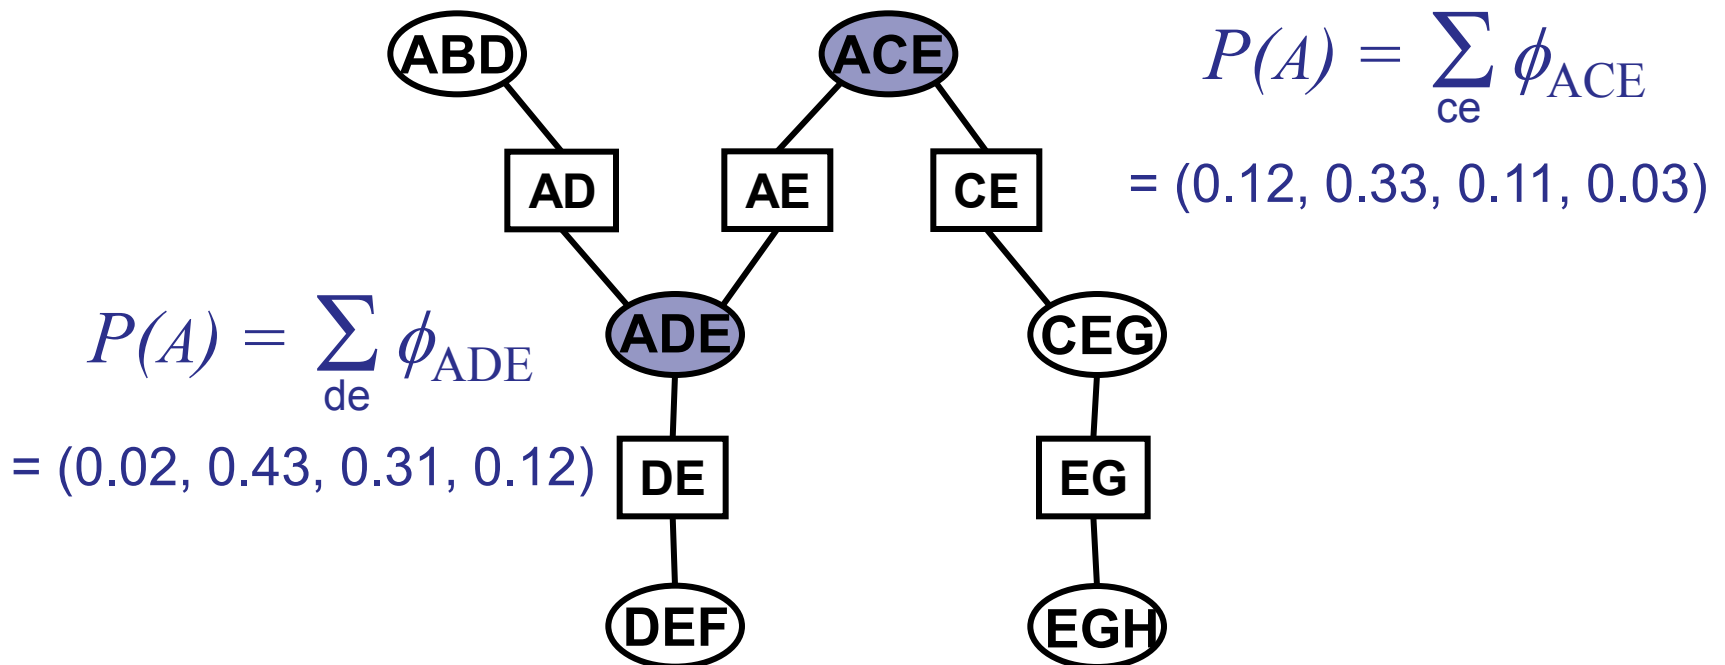 ABD
ACE
P(A) = ∑ ϕACE
ce
= (0.12, 0.33, 0.11, 0.03)
AD
AE
CE
P(A) = ∑ ϕADE
de
= (0.02, 0.43, 0.31, 0.12)
ADE
CEG
DE
EG
DEF
EGH